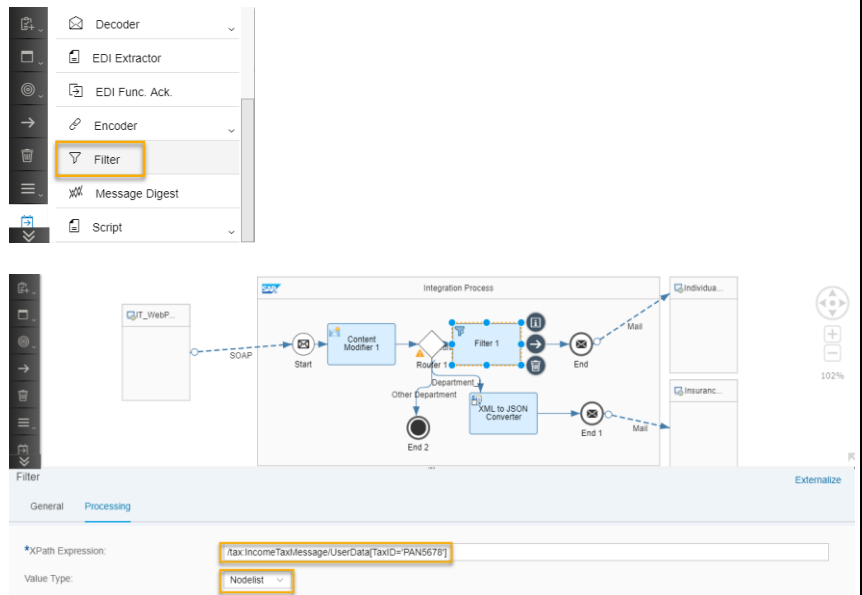 Decoder
EDI Extractor
EDI Func. Ack.
Encoder
Filter
Message Digest
Script
SAP
Integration Process
IT_WebP...
Individua...
SOAP
Start
Content
Modifier 1
Router 1
Filter 1
End
Mail
102%
Other Department
Department_
XML to JSON
Converter
End 2
End 1
Mail
Insuranc...
Filter
Externalize
General
Processing
*XPath Expression:
/tax:IncomeTaxMessage/UserData[TaxID='PAN5678']
Value Type:
Nodelist